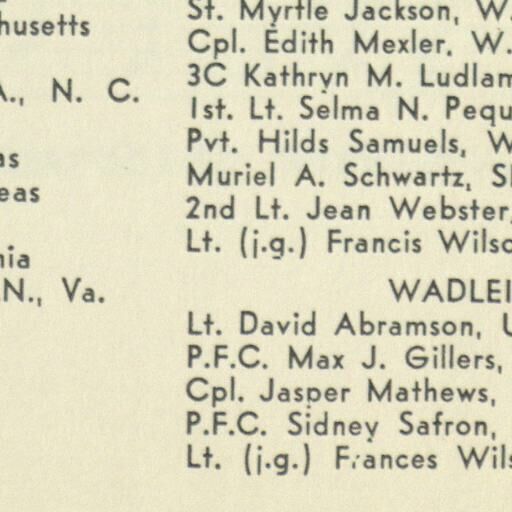 husetts
N. C.
as
eas
nia
N., Va.
St. Myrtle Jackson, W.
Cpl. Edith Mexler, W.
3C Kathryn M. Ludlam
1st. Lt. Selma N. Pequ
Pvt. Hilds Samuels, W
Muriel A. Schwartz, S
2nd Lt. Jean Webster,
Lt. (j.g.) Francis Wilso
WADLEI
Lt. David Abramson, U
P.F.C. Max J. Gillers,
Cpl. Jasper Mathews,
P.F.C. Sidney Safron,
Lt. (j.g.) Frances Wils